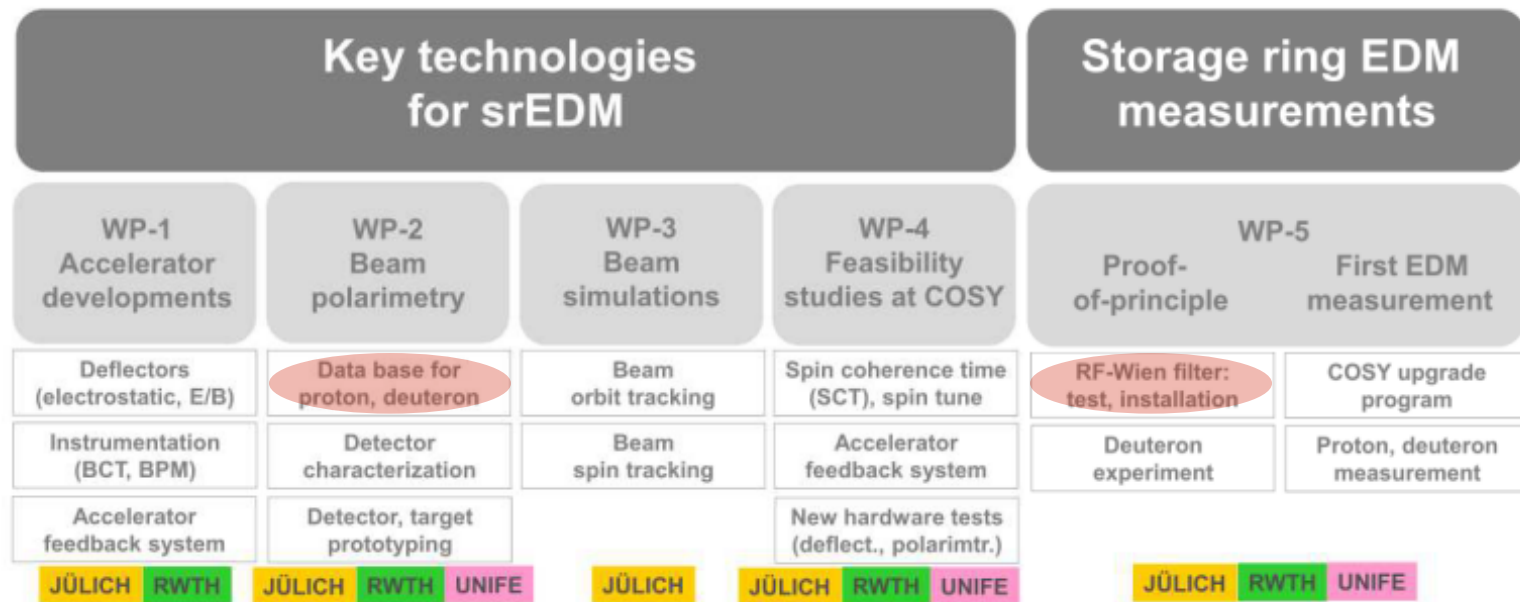 Key technologies
for srEDM
Storage ring EDM
measurements
WP-1
Accelerator
developments
WP-2
Beam
polarimetry
WP-3
Beam
simulations
WP-4
Feasibility
studies at COSY
WP-5
Proof-
of-principle
First EDM
measurement
Deflectors
(electrostatic, E/B)
Instrumentation
(BCT, BPM)
Accelerator
feedback system
Data base for
proton, deuteron
Detector
characterization
Detector, target
prototyping
Beam
orbit tracking
Beam
spin tracking
Spin coherence time
(SCT), spin tune
Accelerator
feedback system
New hardware tests
(deflect., polarimtr.)
RF-Wien filter:
test, installation
Deuteron
experiment
COSY upgrade
program
Proton, deuteron
measurement
JÜLICH RWTH
JÜLICH RWTH UNIFE
JÜLICH
JÜLICH RWTH UNIFE
JÜLICH RWTH UNIFE